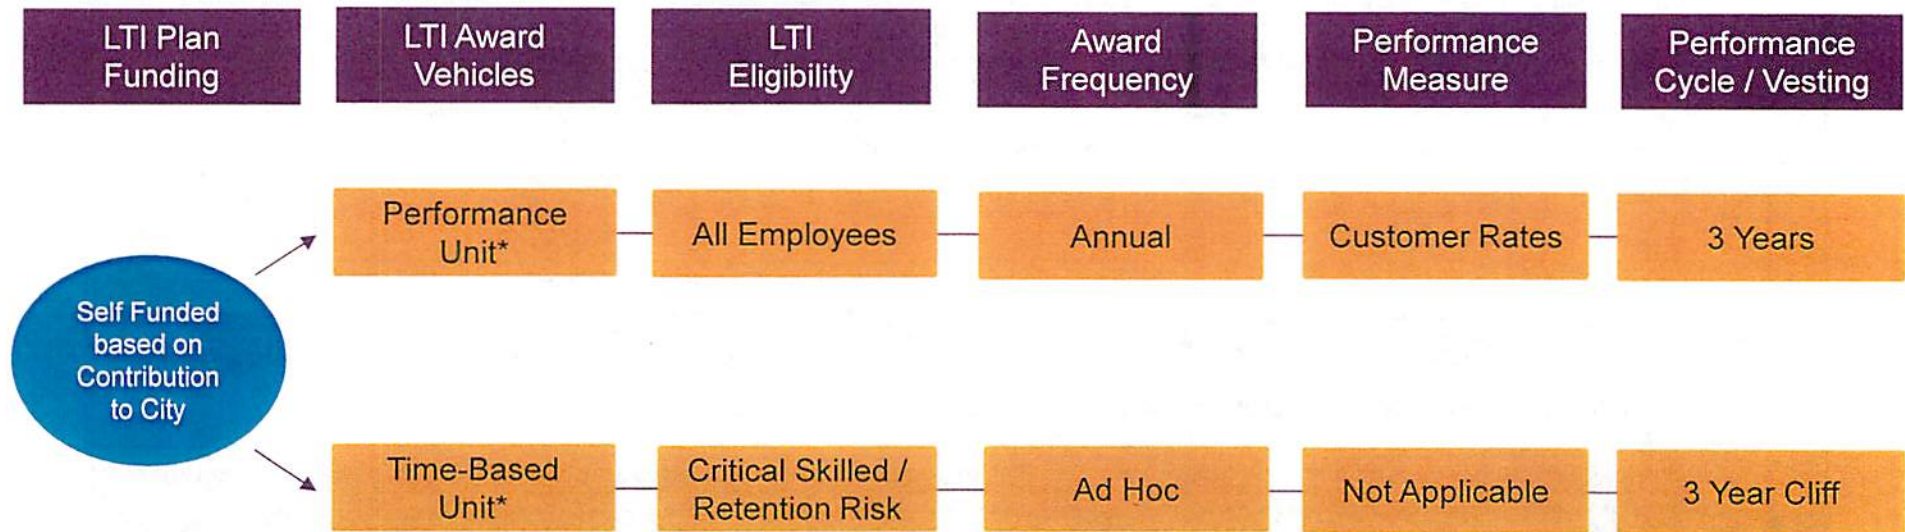 LTI Plan
Funding
LTI Award
Vehicles
LTI
Eligibility
Award
Frequency
Performance
Measure
Performance
Cycle / Vesting
Self Funded
based on
Contribution
to City
Performance
Unit*
All Employees
Annual
Customer Rates
3 Years
Time-Based
Unit*
Critical Skilled /
Retention Risk
Ad Hoc
Not Applicable
3 Year Cliff